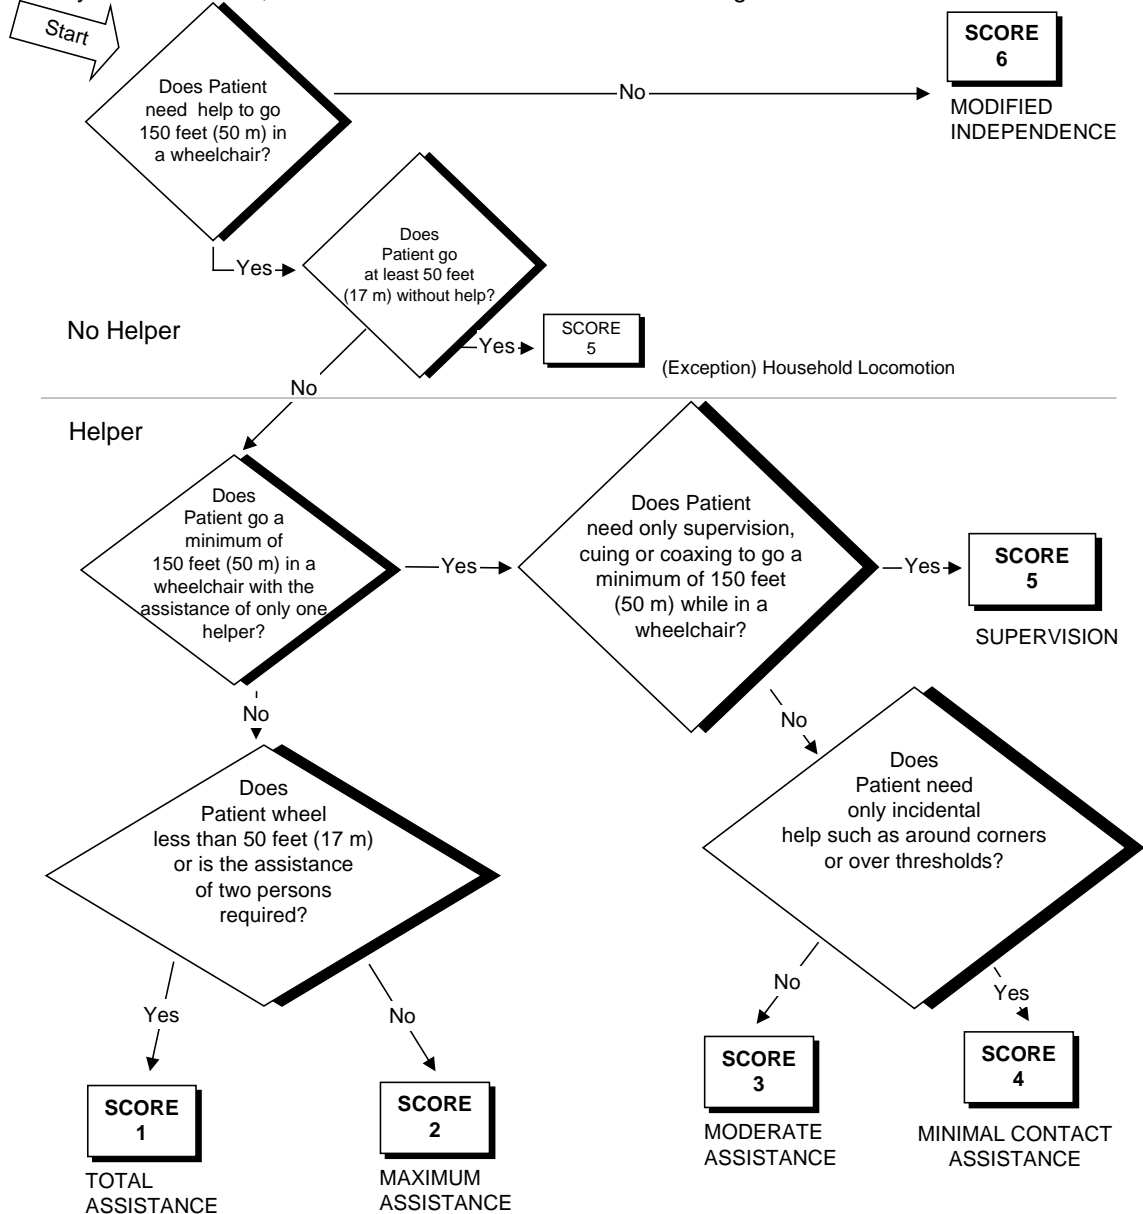 Start
Does Patient
need help to go
150 feet (50 m) in
a wheelchair?
No
SCORE
6
MODIFIED
INDEPENDENCE
Yes
Does
Patient go
at least 50 feet
(17 m) without help?
No Helper
Yes
SCORE
5
(Exception) Household Locomotion
No
Helper
Does
Patient go a
minimum of
150 feet (50 m) in a
wheelchair with the
assistance of only one
helper?
Yes
Does Patient
need only supervision,
cuing or coaxing to go a
minimum of 150 feet
(50 m) while in a
wheelchair?
Yes
SCORE
5
SUPERVISION
No
No
Does
Patient wheel
less than 50 feet (17 m)
or is the assistance
of two persons
required?
Does
Patient need
only incidental
help such as around corners
or over thresholds?
Yes
No
No
Yes
SCORE
1
TOTAL
ASSISTANCE
SCORE
2
MAXIMUM
ASSISTANCE
SCORE
3
MODERATE
ASSISTANCE
SCORE
4
MINIMAL CONTACT
ASSISTANCE